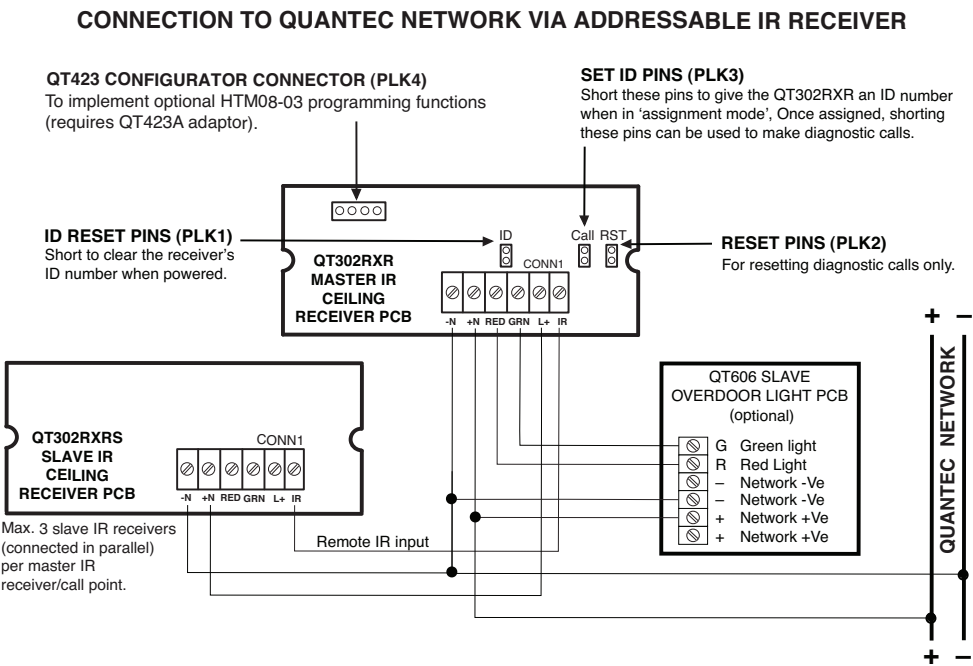 CONNECTION TO QUANTEC NETWORK VIA ADDRESSABLE IR RECEIVER
QT423 CONFIGURATOR CONNECTOR (PLK4)
To implement optional HTM08-03 programming functions
(requires QT423A adaptor).
SET ID PINS (PLK3)
Short these pins to give the QT302RXR an ID number
when in ‘assignment mode’, Once assigned, shorting
these pins can be used to make diagnostic calls.
ID RESET PINS (PLK1)
Short to clear the receiver’s
ID number when powered.
QT302RXR
MASTER IR
CEILING
RECEIVER PCB
ID
Call RST
CONN1
-N +N RED GRN L+ IR
RESET PINS (PLK2)
For resetting diagnostic calls only.
QT302RXRS
SLAVE IR
CEILING
RECEIVER PCB
CONN1
-N +N RED GRN L+ IR
Max. 3 slave IR receivers
(connected in parallel)
per master IR
receiver/call point.
Remote IR input
QT606 SLAVE
OVERDOOR LIGHT PCB
(optional)
G Green light
R Red Light
– Network -Ve
– Network -Ve
+ Network +Ve
+ Network +Ve
+ –
QUANTEC NETWORK
+ –